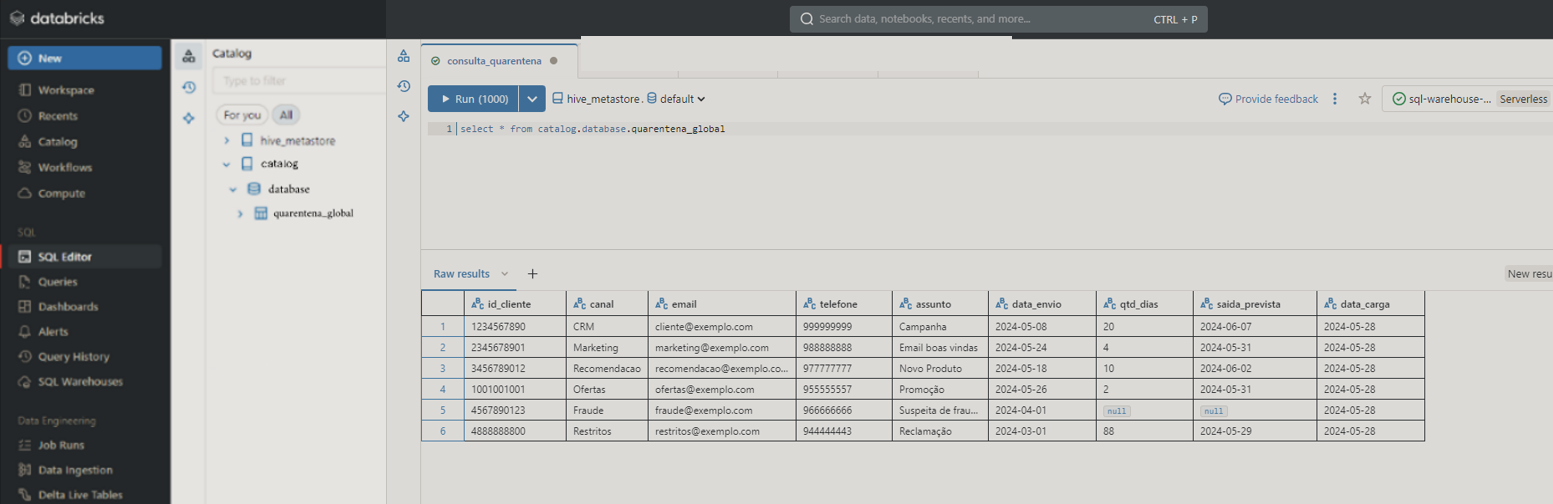 databricks
Search data, notebooks, recents, and more... CTRL + P
New
Workspace
Recents
Catalog
Workflows
Compute
SQL
SQL Editor
Queries
Dashboards
Alerts
Query History
SQL Warehouses
Data Engineering
Job Runs
Data Ingestion
Delta Live Tables
Catalog
Type to filter
For you All
hive_metastore
catalog
database
quarentena_global
consulta_quarentena
Run (1000) hive_metastore. default Provide feedback sql-warehouse-... Serverless
1 select * from catalog.database.quarentena_global
Raw results + New resu
id_cliente canal email telefone assunto data_envio qtd_dias saida_prevista data_carga
1 1234567890 CRM cliente@exemplo.com 999999999 Campanha 2024-05-08 20 2024-06-07 2024-05-28
2 2345678901 Marketing marketing@exemplo.com 988888888 Email boas vindas 2024-05-24 4 2024-05-31 2024-05-28
3 3456789012 Recomendacao recomendacao@exemplo.co... 977777777 Novo Produto 2024-05-18 10 2024-06-02 2024-05-28
4 1001001001 Ofertas ofertas@exemplo.com 955555557 Promoção 2024-05-26 2 2024-05-31 2024-05-28
5 4567890123 Fraude fraude@exemplo.com 966666666 Suspeita de frau... 2024-04-01 null null 2024-05-28
6 4888888800 Restritos restritos@exemplo.com 944444443 Reclamação 2024-03-01 88 2024-05-29 2024-05-28